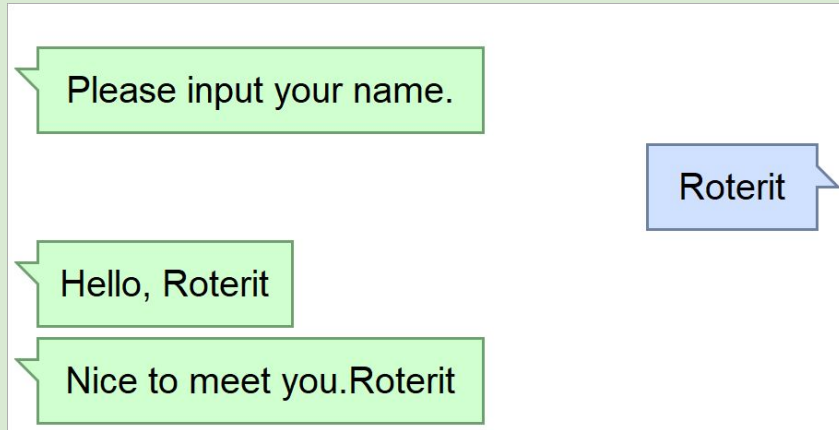 Please input your name.
Roterit
Hello, Roterit
Nice to meet you.Roterit